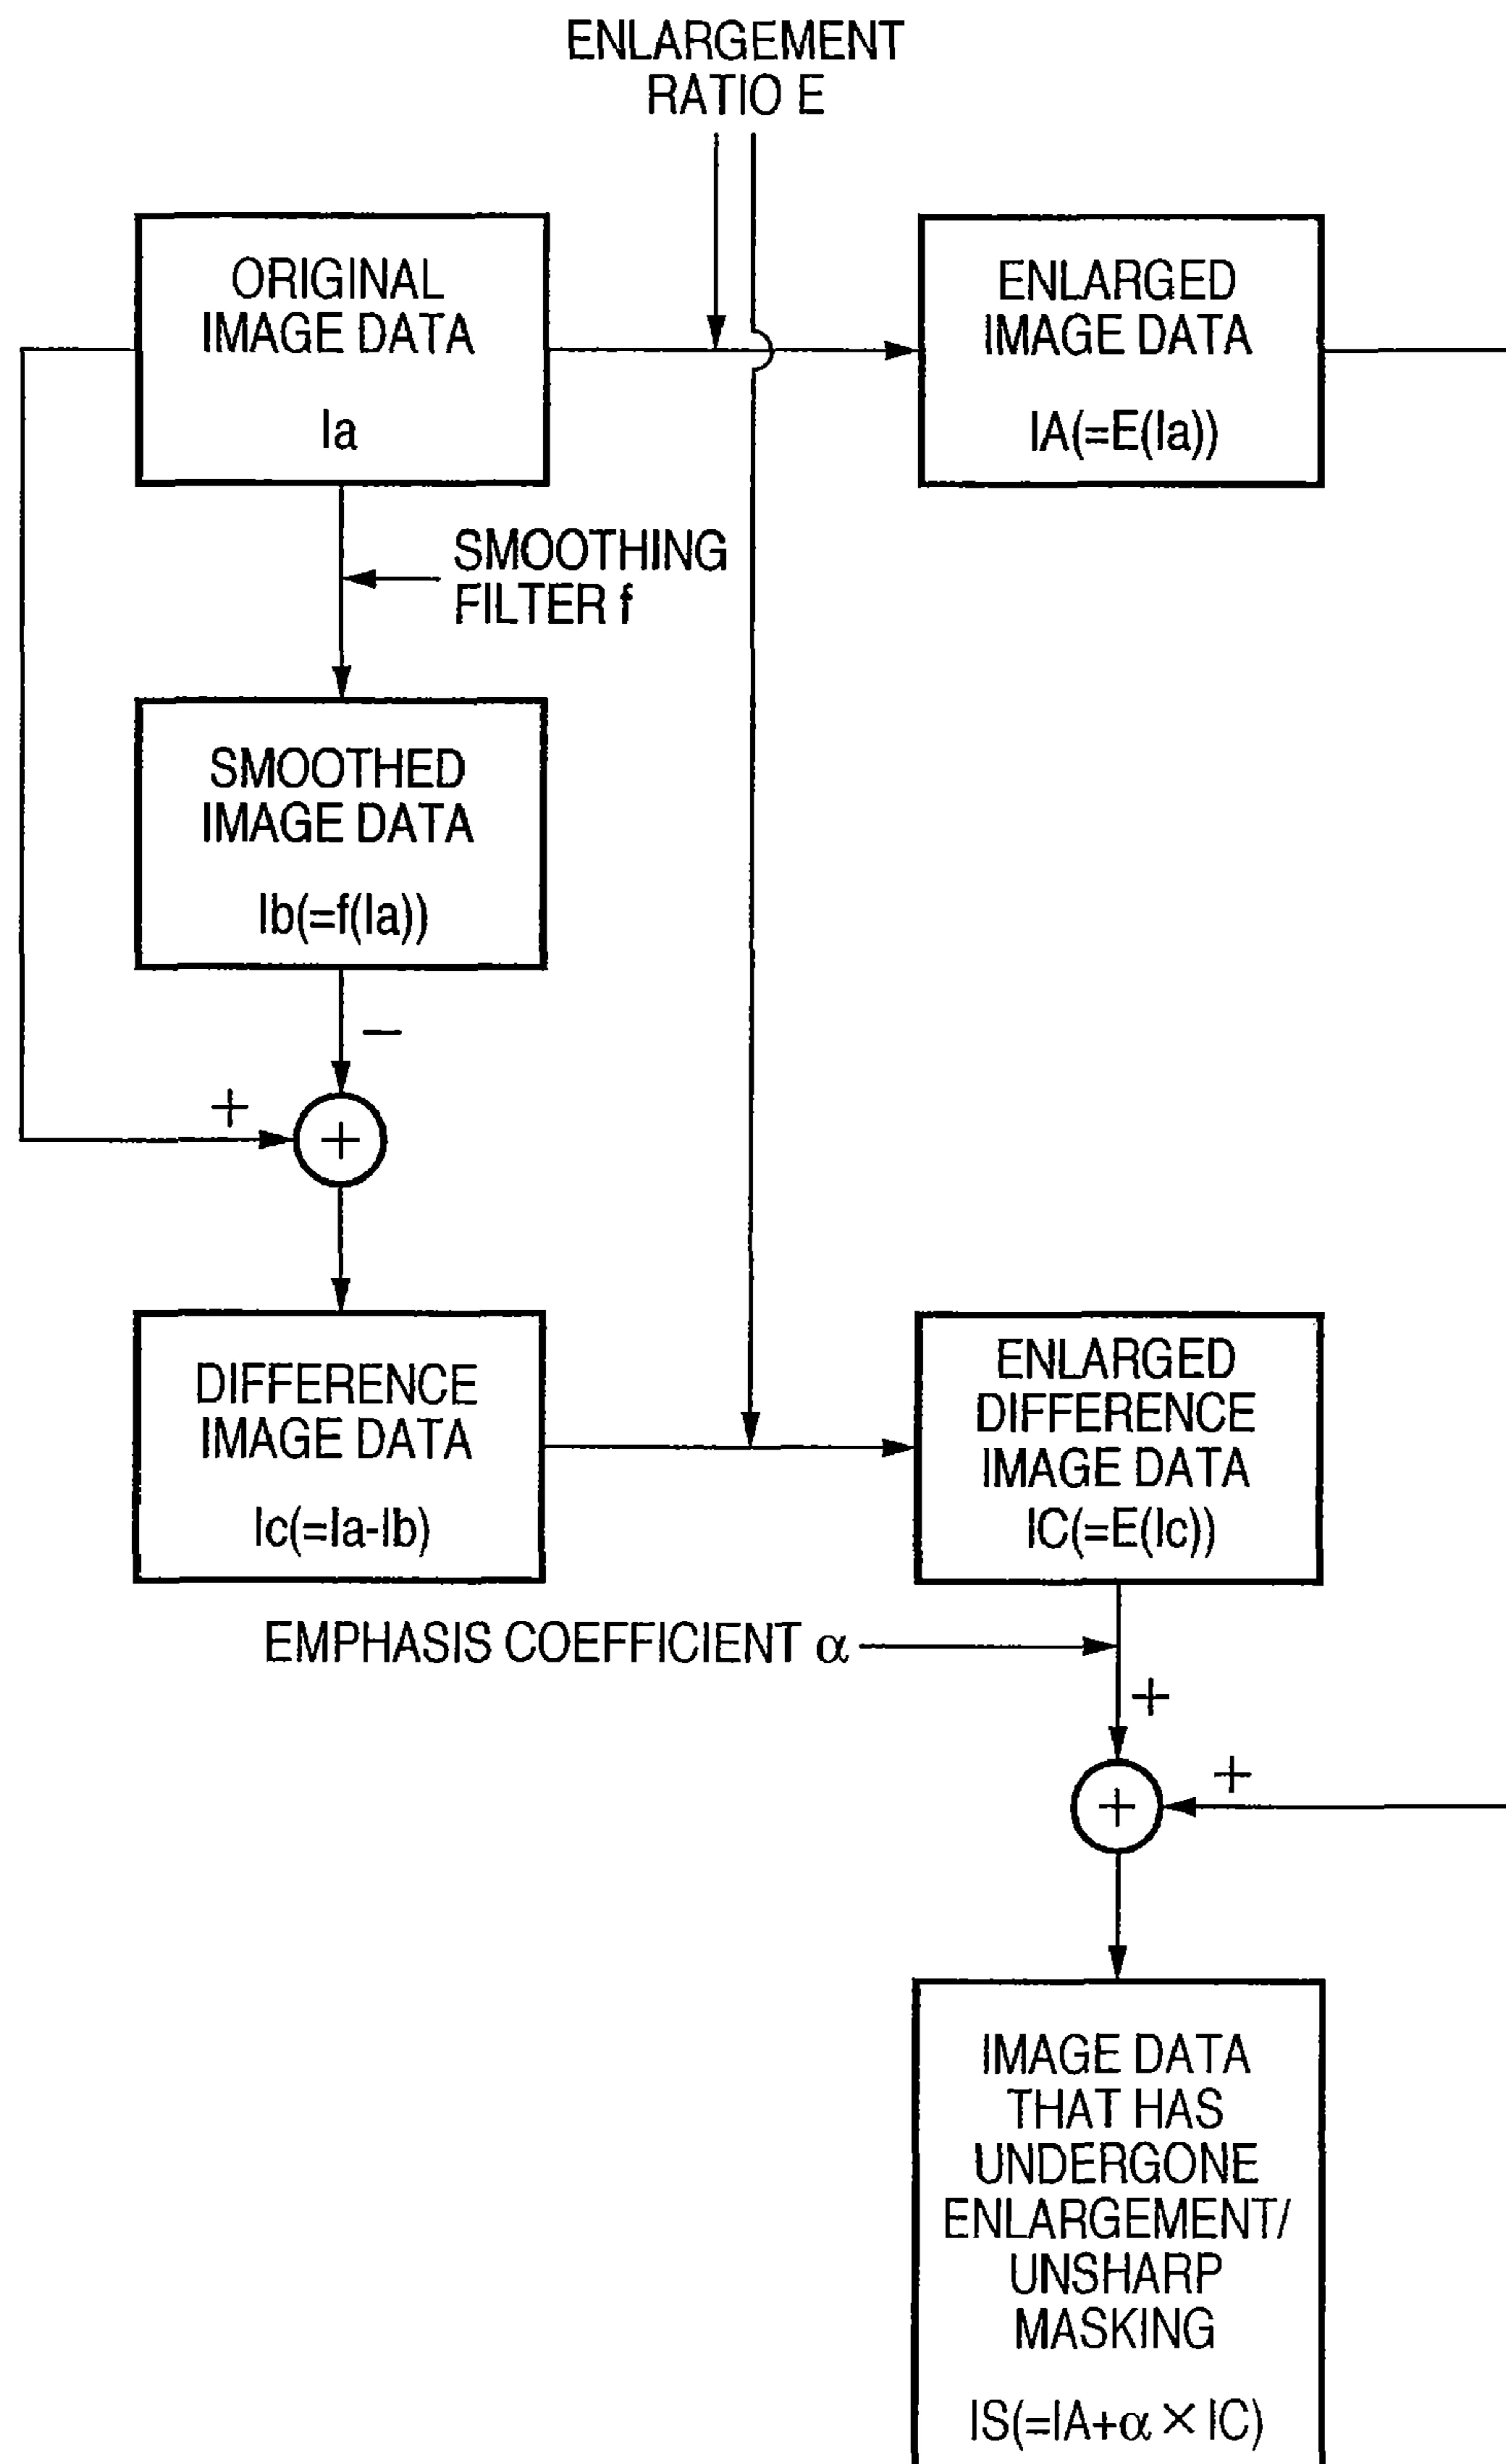 ENLARGEMENT
RATIO E
ORIGINAL
IMAGE DATA
Ia
ENLARGED
IMAGE DATA
IA(=E(Ia))
SMOOTHING
FILTER f
SMOOTHED
IMAGE DATA
Ib(=f(Ia))
−
+
+
DIFFERENCE
IMAGE DATA
Ic(=Ia-Ib)
ENLARGED
DIFFERENCE
IMAGE DATA
IC(=E(Ic))
EMPHASIS COEFFICIENT α
+
+
+
IMAGE DATA
THAT HAS
UNDERGONE
ENLARGEMENT/
UNSHARP
MASKING
IS(=IA+α × IC)